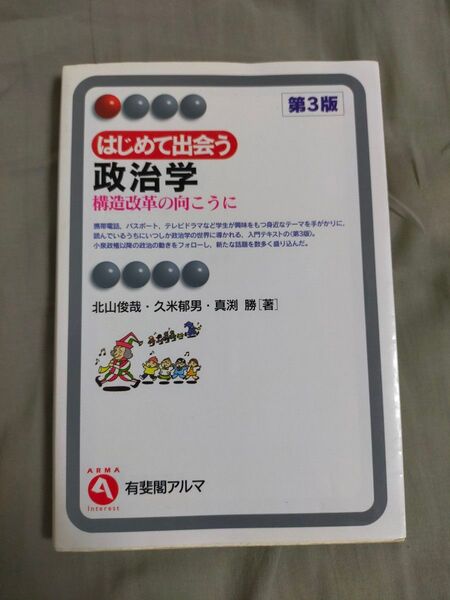 第3版
はじめて出会う
政治学
構造改革の向こうに
携帯電話、パスポート、テレビドラマなど学生が興味をもつ身近なテーマを手がかりに、
読んでいるうちにいつしか政治学の世界に導かれる、入門テキストの〈第3版〉。
小泉政権以降の政治の動きをフォローし、新たな話題を数多く盛り込んだ。
北山俊哉・久米郁男・真渕 勝[著]
ARMA
Interest
有斐閣アルマ